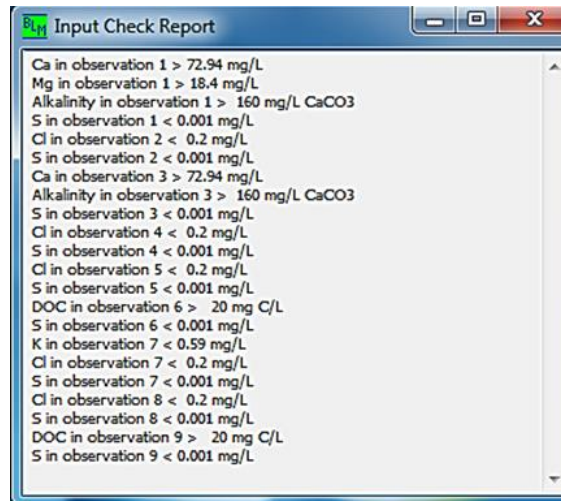 BLM Input Check Report
Ca in observation 1 > 72.94 mg/L
Mg in observation 1 > 18.4 mg/L
Alkalinity in observation 1 >  160 mg/L CaCO3
S in observation 1 < 0.001 mg/L
Cl in observation 2 <  0.2 mg/L
S in observation 2 < 0.001 mg/L
Ca in observation 3 > 72.94 mg/L
Alkalinity in observation 3 >  160 mg/L CaCO3
S in observation 3 < 0.001 mg/L
Cl in observation 4 <  0.2 mg/L
S in observation 4 < 0.001 mg/L
Cl in observation 5 <  0.2 mg/L
S in observation 5 < 0.001 mg/L
DOC in observation 6 >   20 mg C/L
S in observation 6 < 0.001 mg/L
K in observation 7 < 0.59 mg/L
Cl in observation 7 <  0.2 mg/L
S in observation 7 < 0.001 mg/L
Cl in observation 8 <  0.2 mg/L
S in observation 8 < 0.001 mg/L
DOC in observation 9 >   20 mg C/L
S in observation 9 < 0.001 mg/L